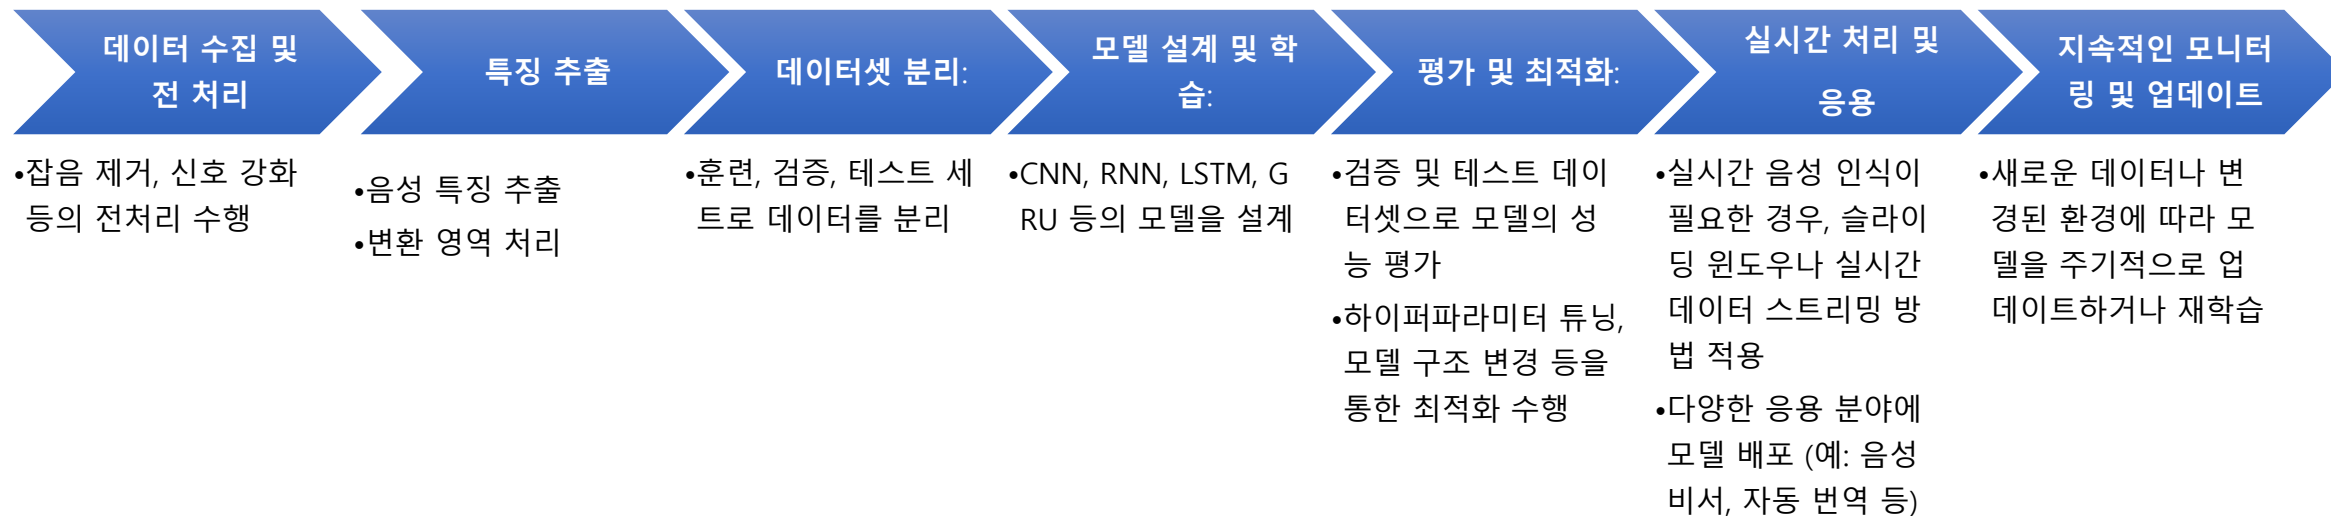 데이터 수집 및
전 처리
특징 추출
데이터셋 분리:
모델 설계 및 학
습:
평가 및 최적화:
실시간 처리 및
응용
지속적인 모니터
링 및 업데이트
•잡음 제거, 신호 강화
등의 전처리 수행
•음성 특징 추출
•변환 영역 처리
•훈련, 검증, 테스트 세
트로 데이터를 분리
•CNN, RNN, LSTM, G
RU 등의 모델을 설계
•검증 및 테스트 데이
터셋으로 모델의 성
능 평가
•하이퍼파라미터 튜닝,
모델 구조 변경 등을
통한 최적화 수행
•실시간 음성 인식이
필요한 경우, 슬라이
딩 윈도우나 실시간
데이터 스트리밍 방
법 적용
•다양한 응용 분야에
모델 배포 (예: 음성
비서, 자동 번역 등)
•새로운 데이터나 변
경된 환경에 따라 모
델을 주기적으로 업
데이트하거나 재학습